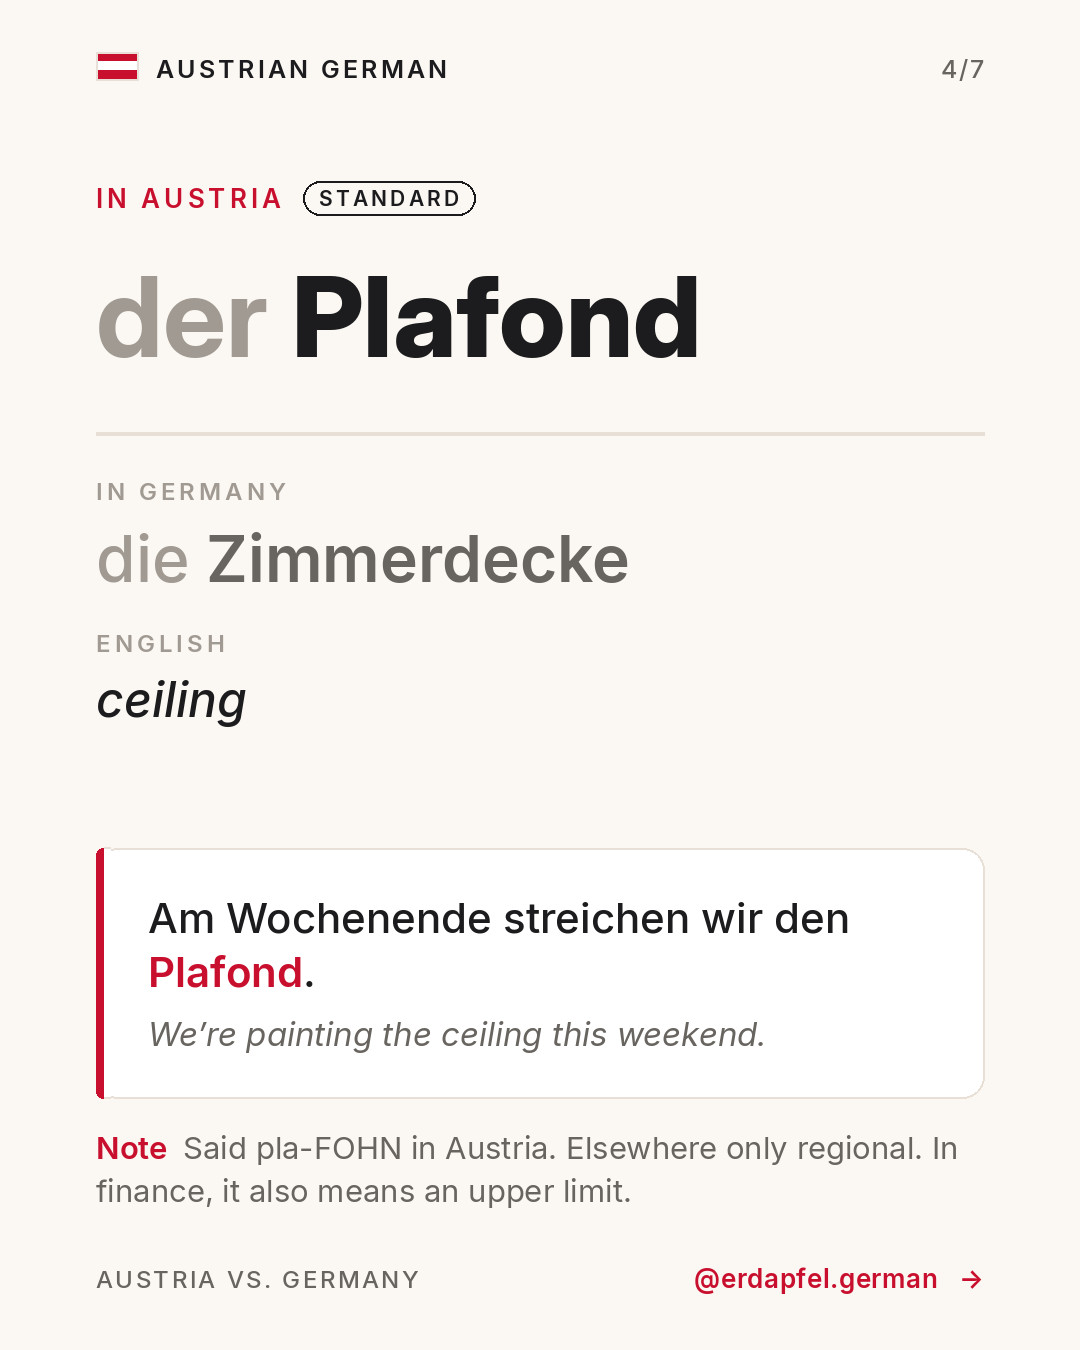 AUSTRIAN GERMAN
4/7
IN AUSTRIA
STANDARD
der Plafond
IN GERMANY
die Zimmerdecke
ENGLISH
ceiling
Am Wochenende streichen wir den
Plafond.
We’re painting the ceiling this weekend.
Note Said pla-FOHN in Austria. Elsewhere only regional. In
finance, it also means an upper limit.
AUSTRIA VS. GERMANY
@erdapfel.german →